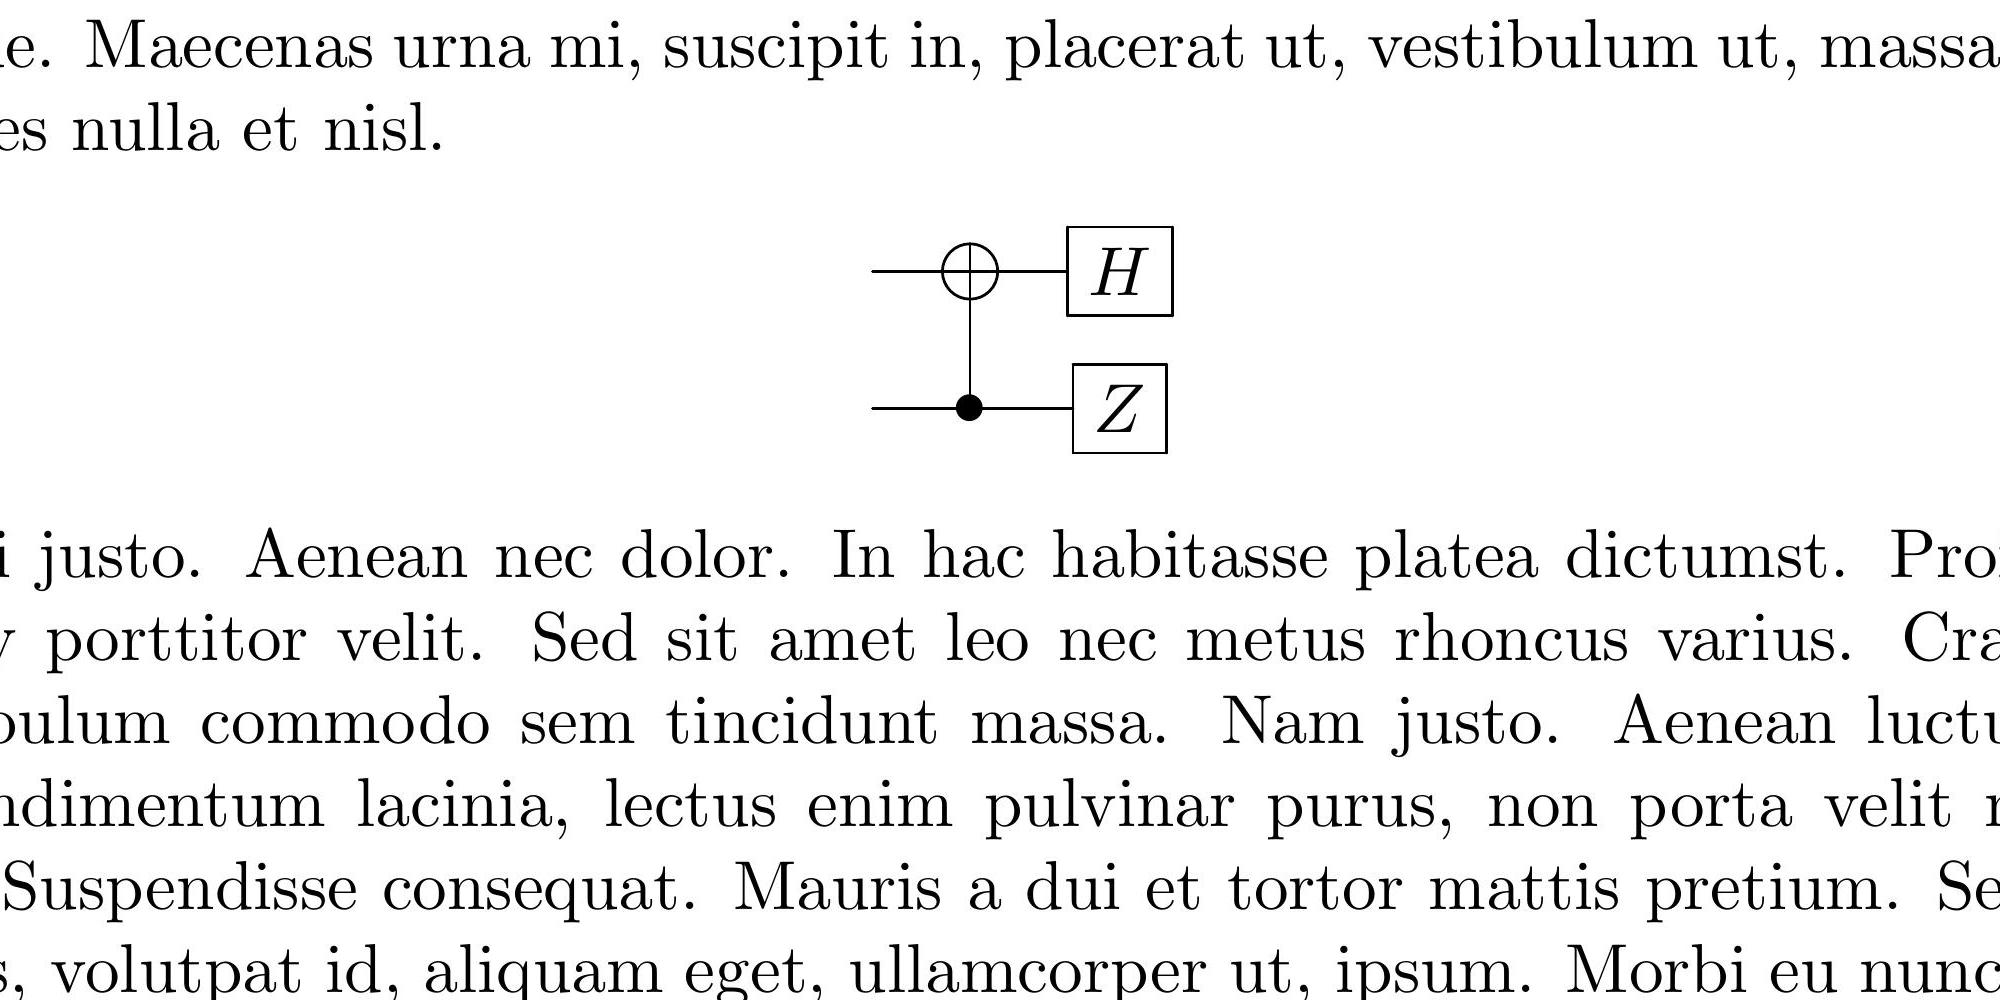 e. Maecenas urna mi, suscipit in, placerat ut, vestibulum ut, massa
es nulla et nisl.
H
Z
i justo. Aenean nec dolor. In hac habitasse platea dictumst. Pro
porttitor velit. Sed sit amet leo nec metus rhoncus varius. Cra
bulum commodo sem tincidunt massa. Nam justo. Aenean luctu
ndimentum lacinia, lectus enim pulvinar purus, non porta velit
Suspendisse consequat. Mauris a dui et tortor mattis pretium. Se
s, volutpat id, aliquam eget, ullamcorper ut, ipsum. Morbi eu nunc